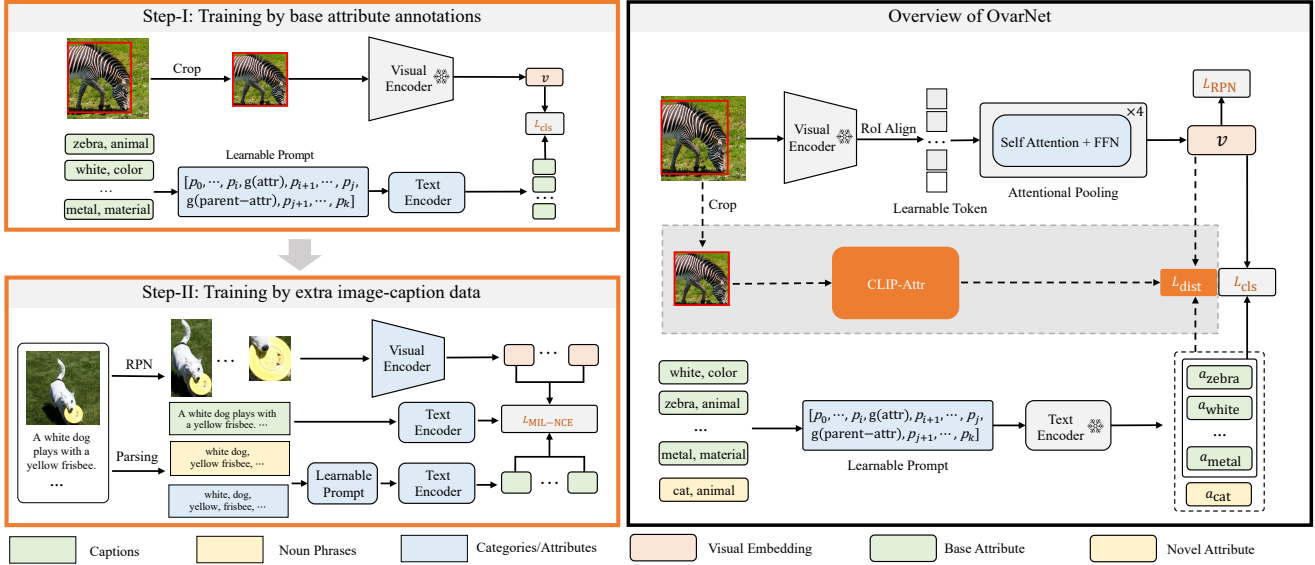 Step-I: Training by base attribute annotations
Crop
Visual
Encoder
v
L_cls
zebra, animal
white, color
...
metal, material
Learnable Prompt
[p_0, ⋯, p_i, g(attr), p_{i+1}, ⋯, p_j,
g(parent−attr), p_{j+1}, ⋯, p_k]
Text
Encoder
...
Step-II: Training by extra image-caption data
A white dog
plays with a
yellow frisbee.
...
RPN
Parsing
...
Visual
Encoder
...
A white dog plays with
a yellow frisbee. ...
Text
Encoder
L_MIL−NCE
white dog,
yellow frisbee, ...
white, dog,
yellow, frisbee, ...
Learnable
Prompt
Text
Encoder
...
Overview of OvarNet
Visual
Encoder
RoI Align
...
Learnable Token
×4
Self Attention + FFN
Attentional Pooling
L_RPN
v
Crop
CLIP-Attr
L_dist
L_cls
white, color
zebra, animal
...
metal, material
cat, animal
[p_0, ⋯, p_i, g(attr), p_{i+1}, ⋯, p_j,
g(parent−attr), p_{j+1}, ⋯, p_k]
Learnable Prompt
Text
Encoder
a_zebra
a_white
...
a_metal
a_cat
Captions
Noun Phrases
Categories/Attributes
Visual Embedding
Base Attribute
Novel Attribute